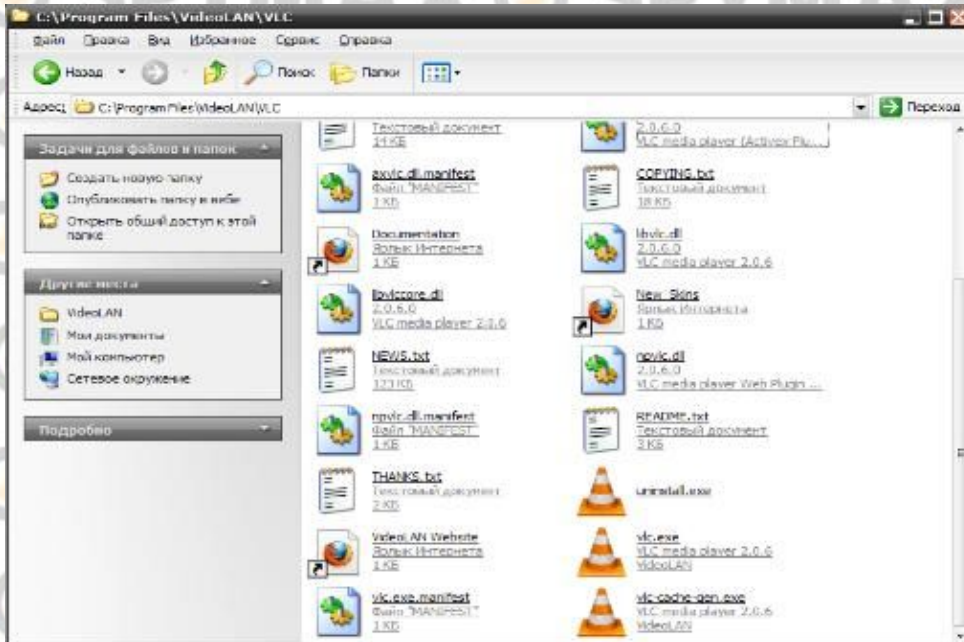 C:\Program Files\VideoLAN\VLC
Файл Правка Вид Избранное Сервис Справка
Назад Поиск Папки
Адрес: C:\Program Files\VideoLAN\VLC Переход
Задачи для файлов и папок
Создать новую папку
Опубликовать папку в вебе
Открыть общий доступ к этой
папке
Другие места
VideoLAN
Мои документы
Мой компьютер
Сетевое окружение
Подробно
Текстовый документ
14 КБ
2.0.6.0
VLC media player (ActiveX Plu...
axvlc.dll.manifest
Файл "MANIFEST"
1 КБ
COPYING.txt
Текстовый документ
18 КБ
Documentation
Ярлык Интернета
1 КБ
libvlc.dll
2.0.6.0
VLC media player 2.0.6
libvlccore.dll
2.0.6.0
VLC media player 2.0.6
New_Skins
Ярлык Интернета
1 КБ
NEWS.txt
Текстовый документ
123 КБ
npvlc.dll
2.0.6.0
VLC media player Web Plugin ...
npvlc.dll.manifest
Файл "MANIFEST"
1 КБ
README.txt
Текстовый документ
3 КБ
THANKS.txt
Текстовый документ
2 КБ
uninstall.exe
VideoLAN Website
Ярлык Интернета
1 КБ
vlc.exe
VLC media player 2.0.6
VideoLAN
vlc.exe.manifest
Файл "MANIFEST"
1 КБ
vlc-cache-gen.exe
VLC media player 2.0.6
VideoLAN